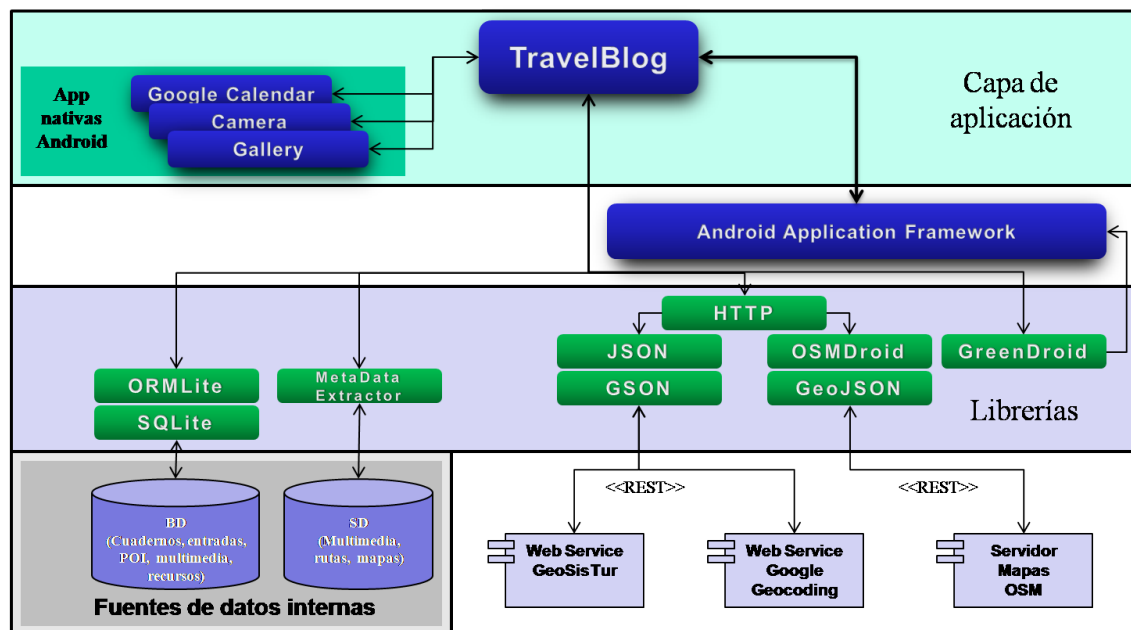 TravelBlog
App
nativas
Android
Google Calendar
Camera
Gallery
Capa de
aplicación
Android Application Framework
HTTP
JSON
GSON
OSMDroid
GeoJSON
GreenDroid
ORMLite
SQLite
MetaData
Extractor
Librerías
<<REST>>
<<REST>>
BD
(Cuadernos, entradas,
POI, multimedia,
recursos)
SD
(Multimedia,
rutas, mapas)
Fuentes de datos internas
Web Service
GeoSisTur
Web Service
Google
Geocoding
Servidor
Mapas
OSM